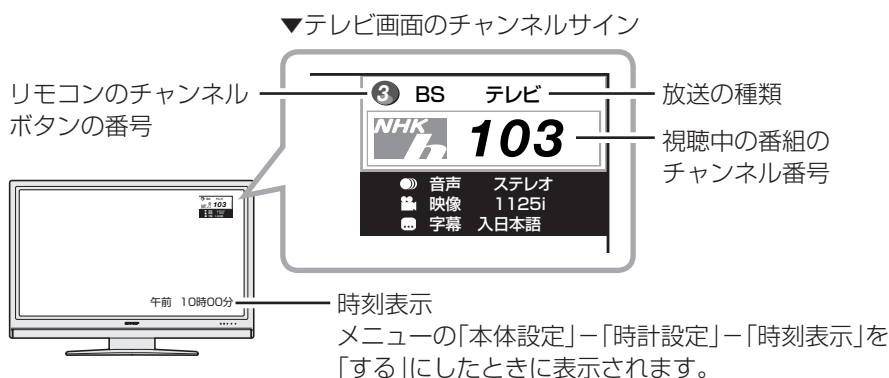 ▼テレビ画面のチャンネルサイン
リモコンのチャンネル
ボタンの番号
3 BS テレビ
放送の種類
NHK h 103
視聴中の番組の
チャンネル番号
音声 ステレオ
映像 1125i
字幕 入日本語
103
午前 10時00分
時刻表示
メニューの「本体設定」－「時計設定」－「時刻表示」を
「する」にしたときに表示されます。